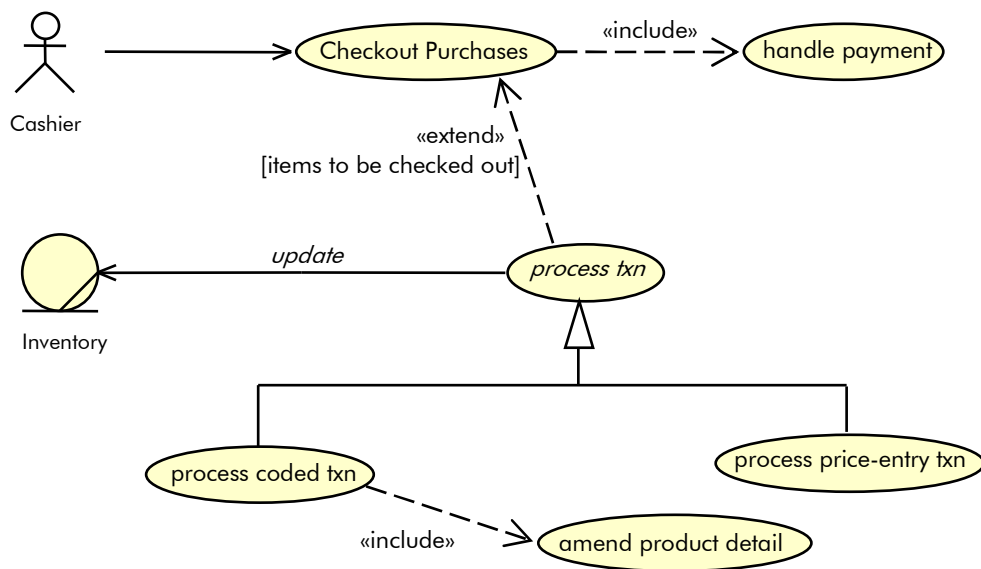 Checkout Purchases
«include»
handle payment
Cashier
«extend»
[items to be checked out]
update
process txn
Inventory
process coded txn
process price-entry txn
«include»
amend product detail